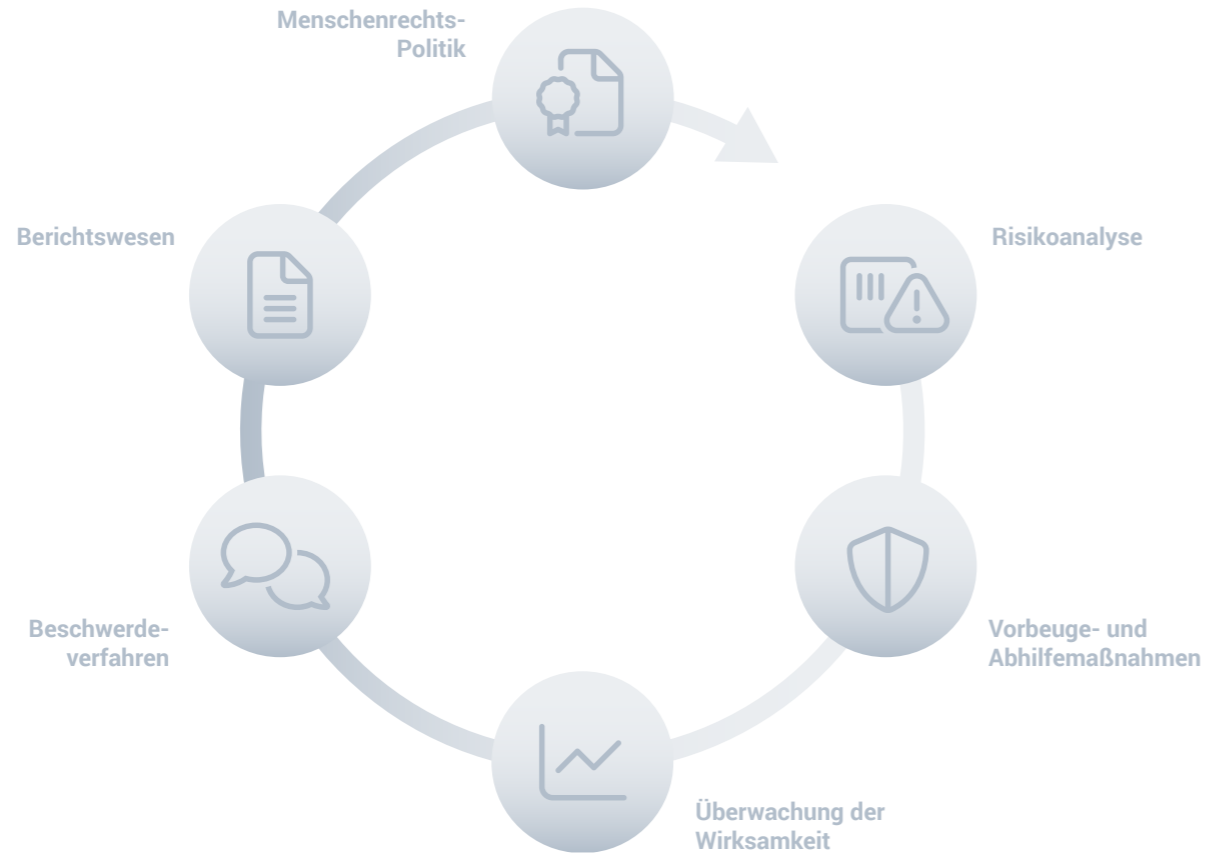 Menschenrechts-
Politik
Berichtswesen
Risikoanalyse
Beschwerde-
verfahren
Vorbeuge- und
Abhilfemaßnahmen
Überwachung der
Wirksamkeit